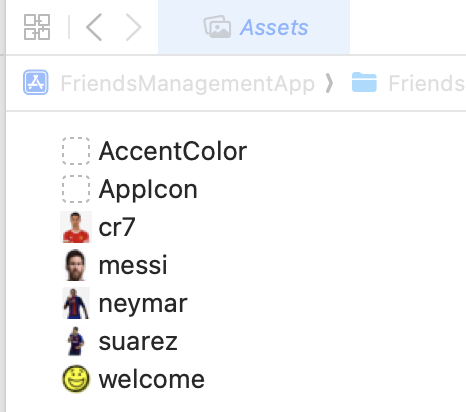 Assets
FriendsManagementApp
Friends
AccentColor
AppIcon
cr7
messi
neymar
suarez
welcome